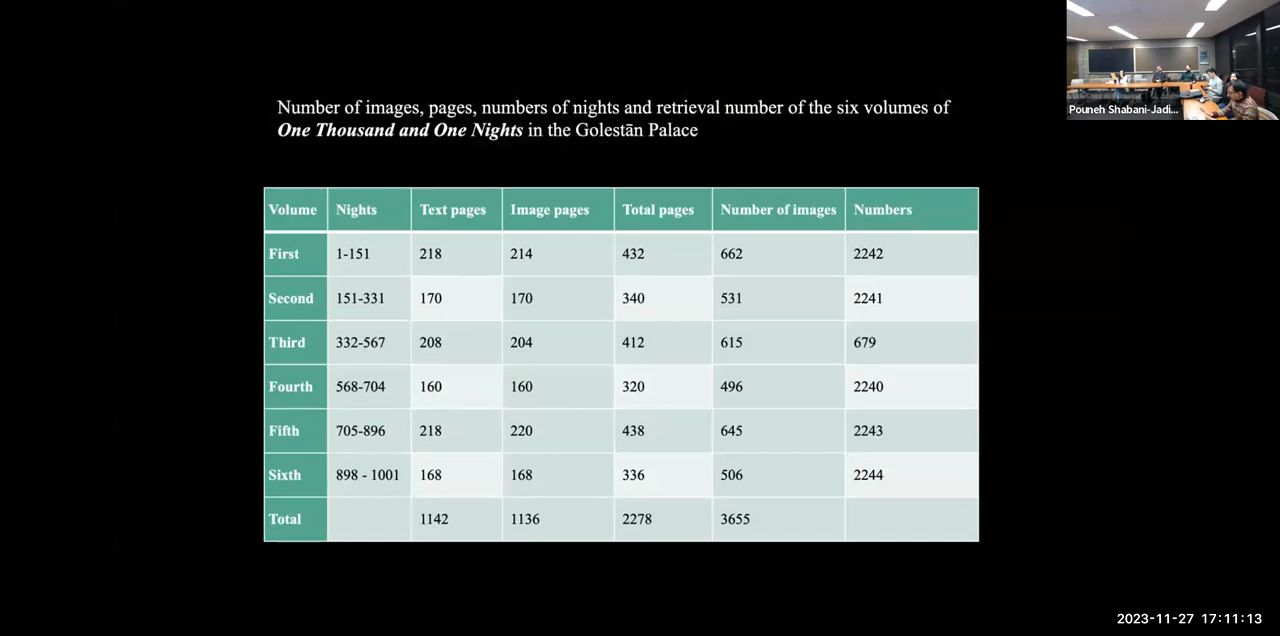 Pouneh Shabani-Jadi...
Number of images, pages, numbers of nights and retrieval number of the six volumes of
One Thousand and One Nights in the Golestān Palace
Volume Nights Text pages Image pages Total pages Number of images Numbers
First 1-151 218 214 432 662 2242
Second 151-331 170 170 340 531 2241
Third 332-567 208 204 412 615 679
Fourth 568-704 160 160 320 496 2240
Fifth 705-896 218 220 438 645 2243
Sixth 898 - 1001 168 168 336 506 2244
Total 1142 1136 2278 3655
2023-11-27 17:11:13